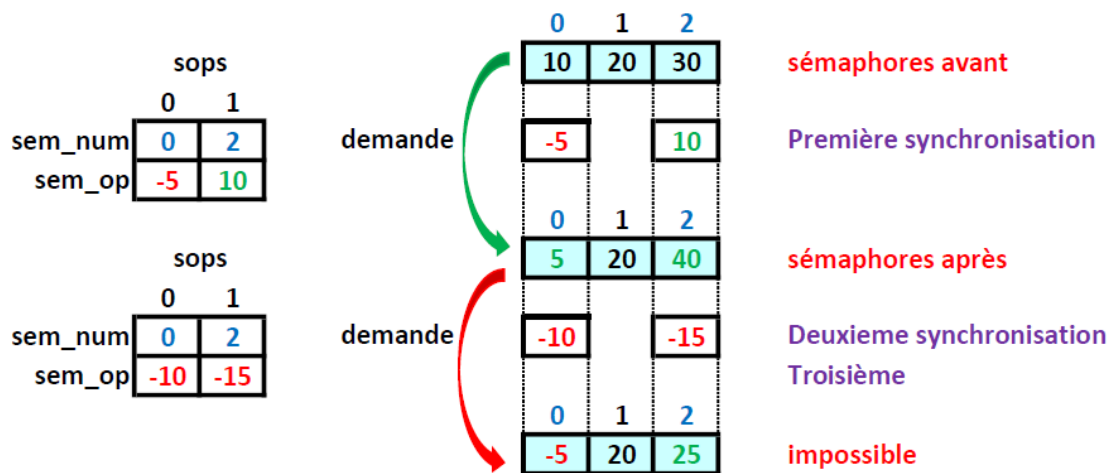 0 1 2
10 20 30 sémaphores avant
sops
0 1
sem_num 0 2
sem_op -5 10
demande -5 10 Première synchronisation
0 1 2
5 20 40 sémaphores après
sops
0 1
sem_num 0 2
sem_op -10 -15
demande -10 -15 Deuxieme synchronisation
Troisième
0 1 2
-5 20 25 impossible